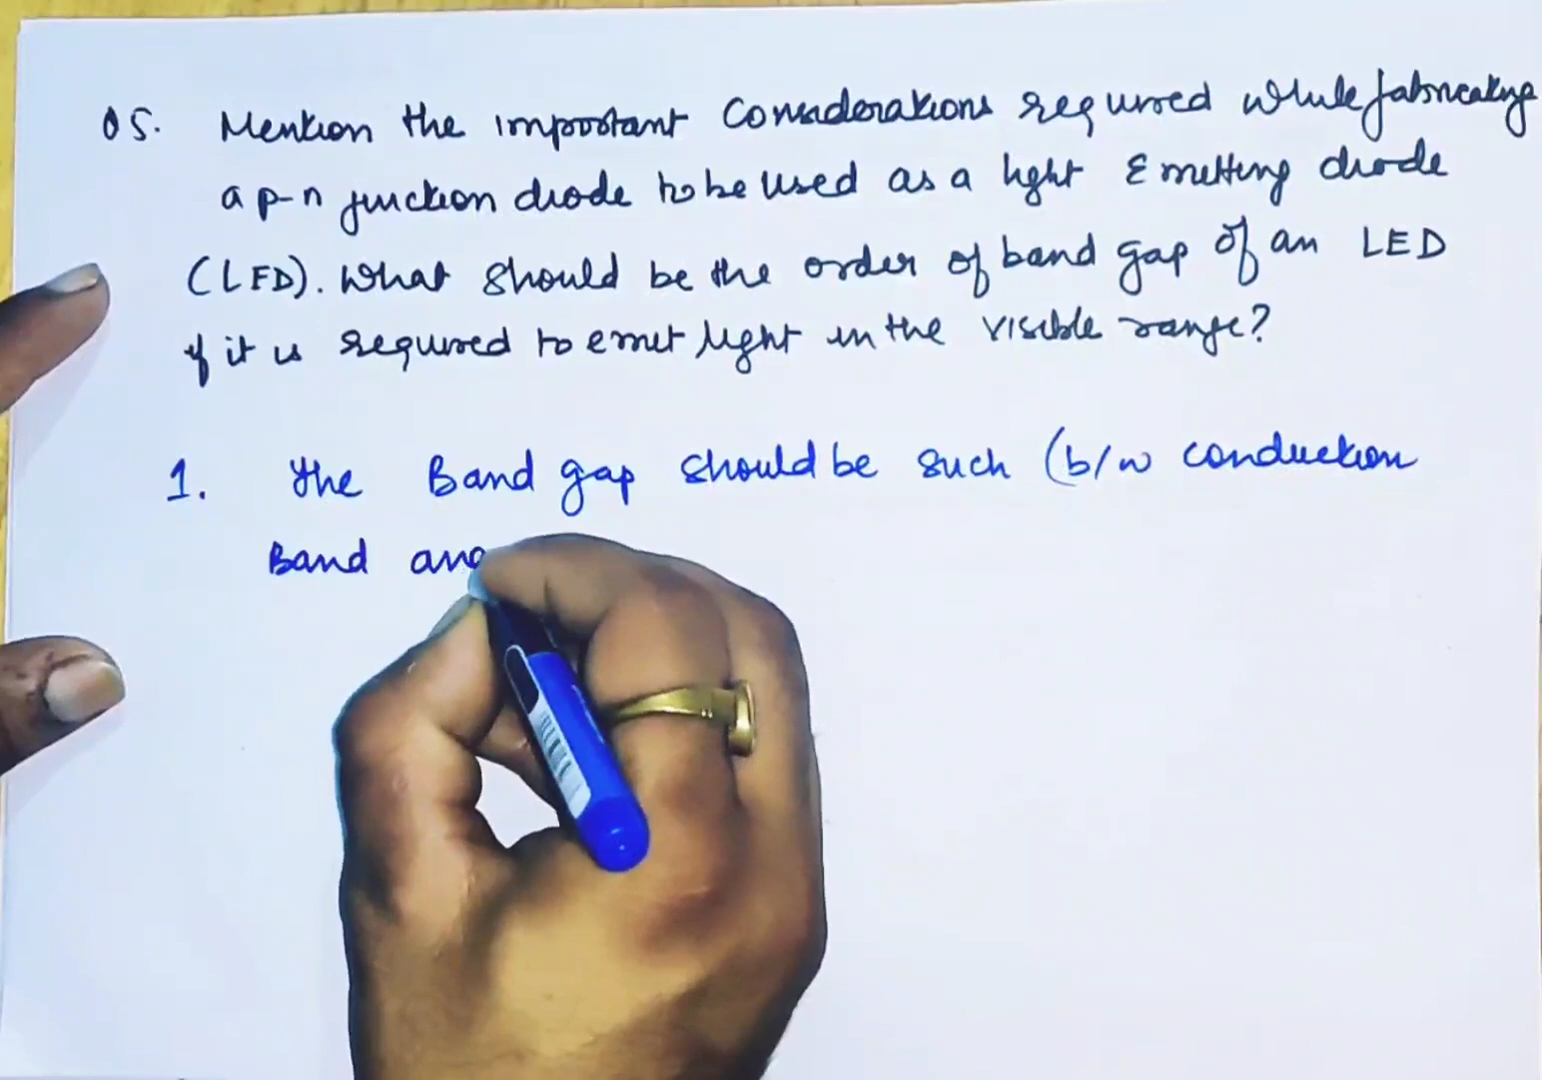 05. Mention the important Considerations required while fabricating
a p-n junction diode to be used as a light Emitting diode
(LED). What should be the order of band gap of an LED
if it is required to emit light in the visible range?
1. the Band gap should be such (b/w conduction
Band and